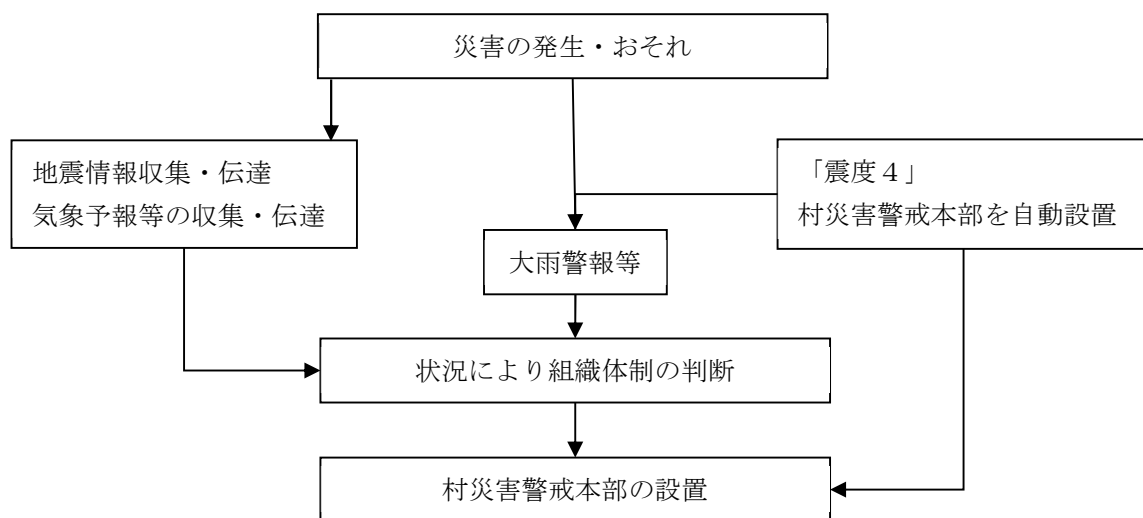 災害の発生・おそれ
地震情報収集・伝達
気象予報等の収集・伝達
「震度４」
村災害警戒本部を自動設置
大雨警報等
状況により組織体制の判断
村災害警戒本部の設置